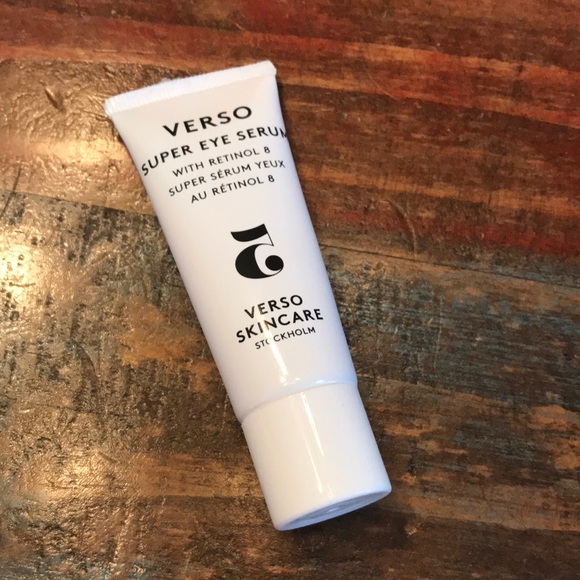 VERSO
SUPER EYE SERUM
WITH RETINOL 8
SUPER SÉRUM YEUX
AU RÉTINOL 8
5
VERSO
SKINCARE
STOCKHOLM